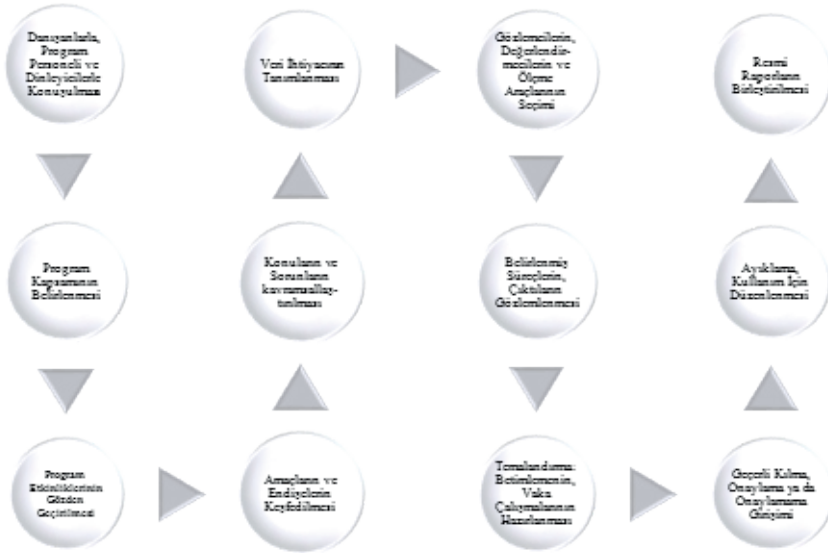 Danışanlarla,
Program
Personeli ve
Dinleyicilerle
Konuşulması
Program
Kapsamının
Belirlenmesi
Program
Etkinliklerinin
Gözden
Geçirilmesi
Amaçların ve
Endişelerin
Keşfedilmesi
Konuların ve
Sorunların
kavramsallaş-
tırılması
Veri İhtiyacının
Tanımlanması
Gözlemcilerin,
Değerlendir-
mecilerin ve
Ölçme
Araçlarının
Seçimi
Belirlenmiş
Süreçlerin,
Çıktıların
Gözlemlenmesi
Temalandırma:
Betimlemenin,
Vaka
Çalışmalarının
Hazırlanması
Geçerli Kılma,
Onaylama ya da
Onaylamama
Girişimi
Ayıklama,
Kullanım İçin
Düzenlenmesi
Resmi
Raporların
Birleştirilmesi